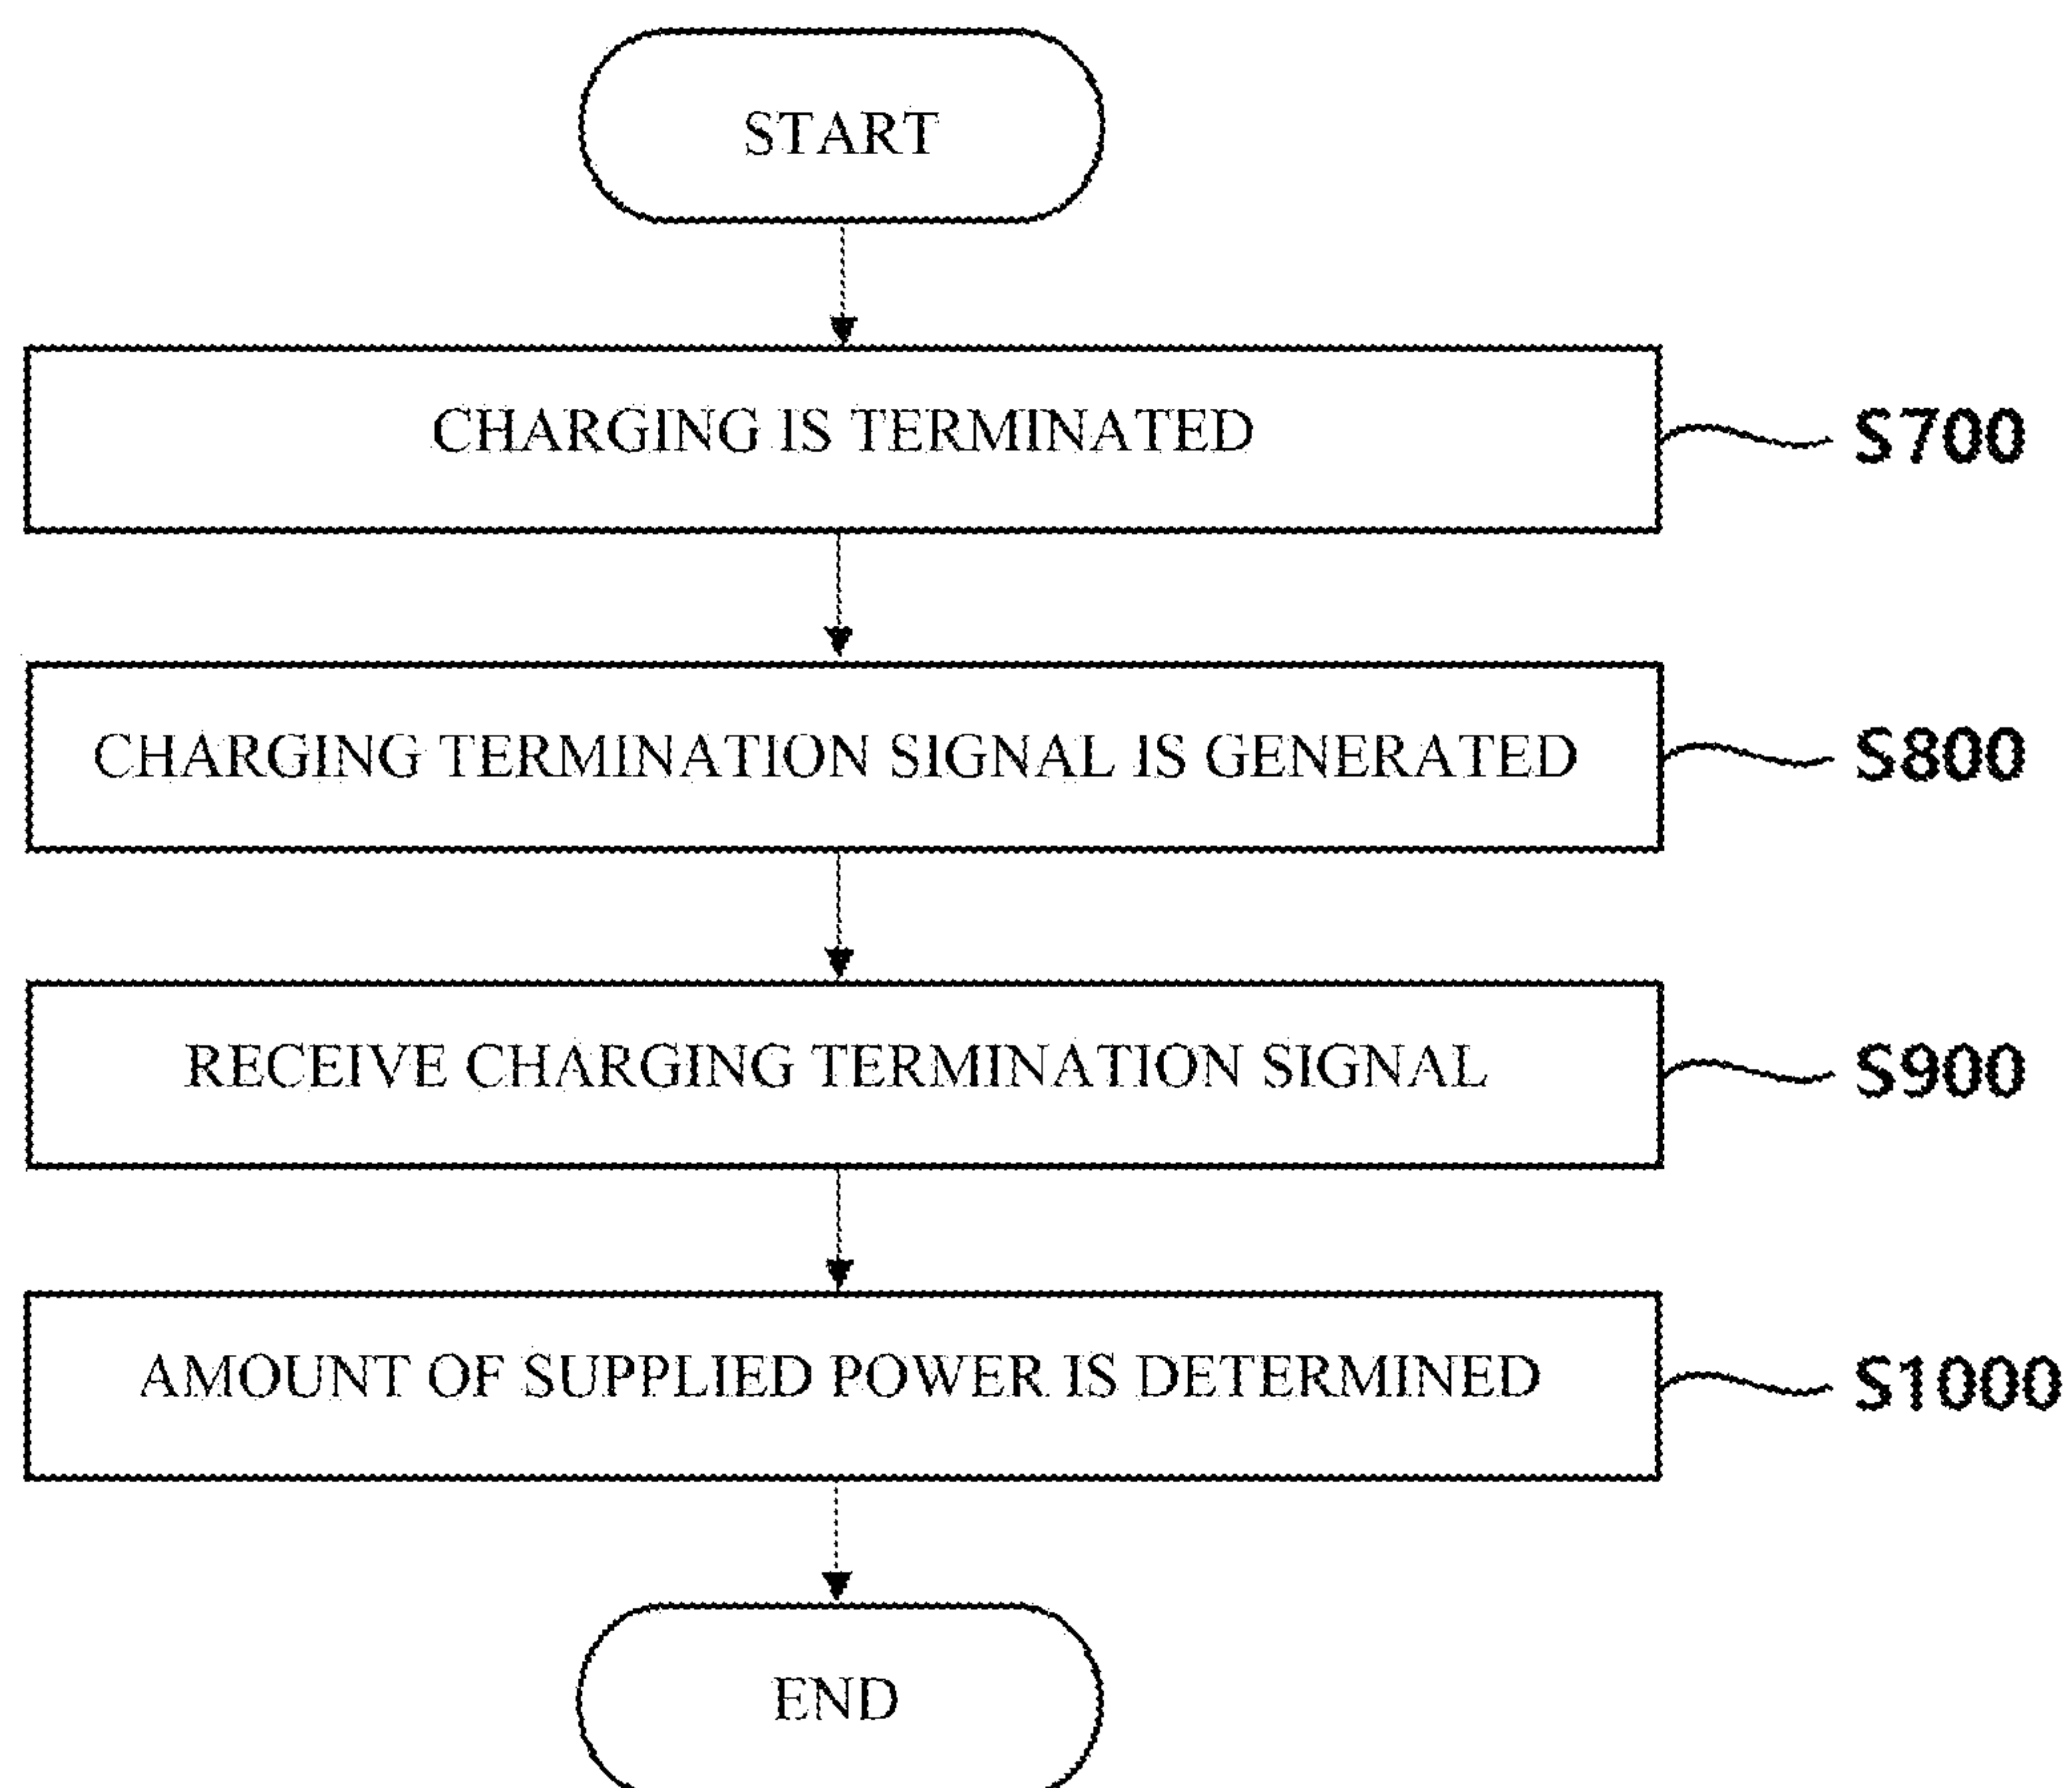 START
CHARGING IS TERMINATED
S700
CHARGING TERMINATION SIGNAL IS GENERATED
S800
RECEIVE CHARGING TERMINATION SIGNAL
S900
AMOUNT OF SUPPLIED POWER IS DETERMINED
S1000
END